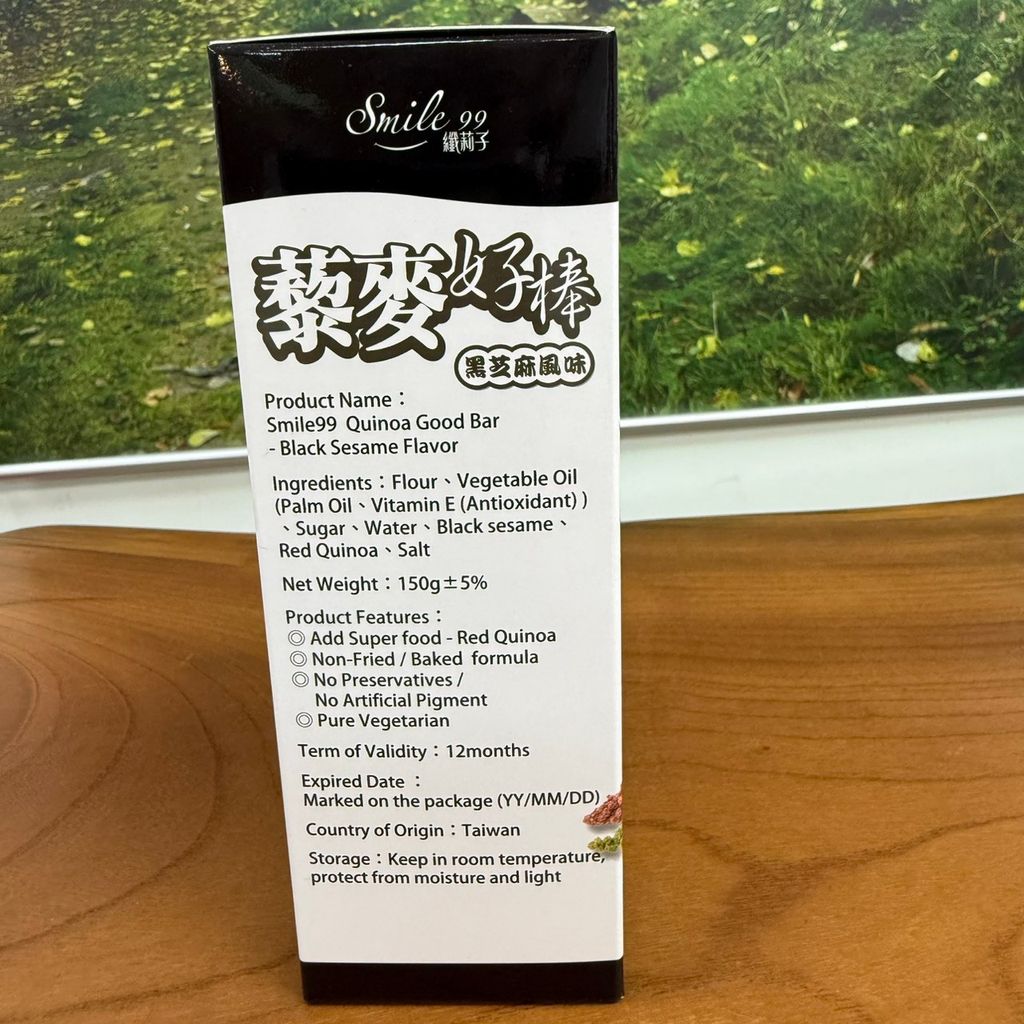 Smile 99
纖莉子
藜麥好棒
黑芝麻風味
Product Name：
Smile99 Quinoa Good Bar
- Black Sesame Flavor
Ingredients：Flour、Vegetable Oil
(Palm Oil、Vitamin E (Antioxidant) )
、Sugar、Water、Black sesame、
Red Quinoa、Salt
Net Weight：150g±5%
Product Features：
◎ Add Super food - Red Quinoa
◎ Non-Fried / Baked formula
◎ No Preservatives /
No Artificial Pigment
◎ Pure Vegetarian
Term of Validity：12months
Expired Date ：
Marked on the package (YY/MM/DD)
Country of Origin：Taiwan
Storage：Keep in room temperature,
protect from moisture and light